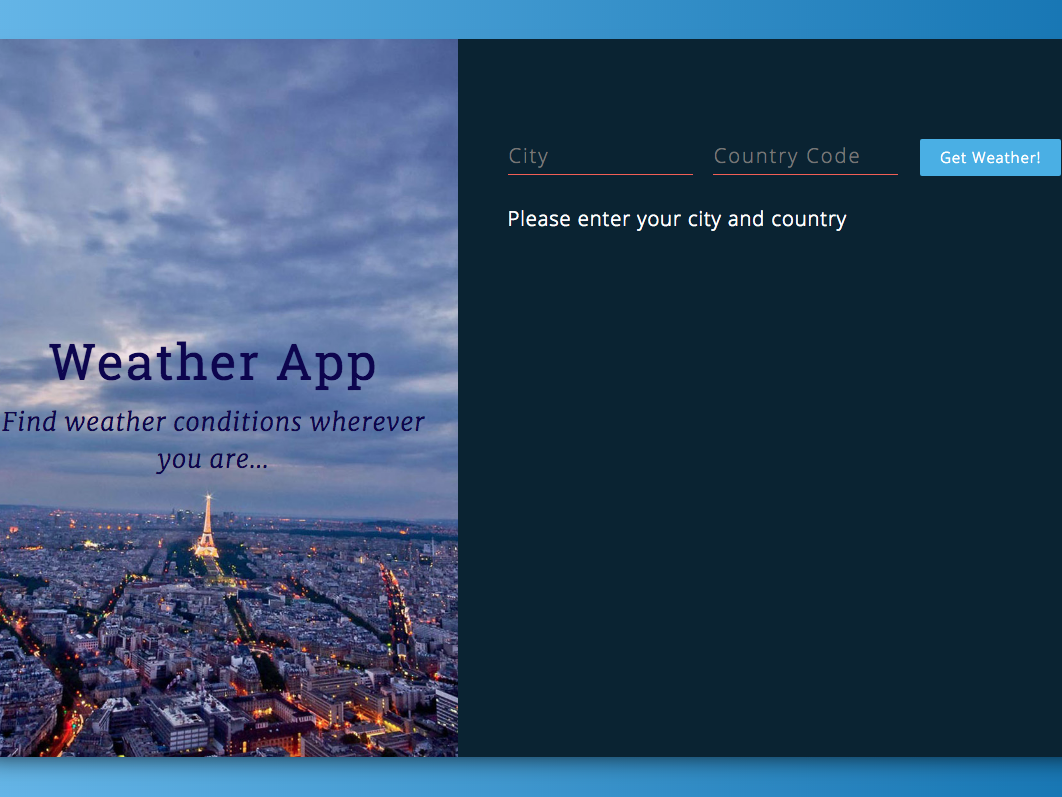 Weather App
Find weather conditions wherever
you are...
City
Country Code
Get Weather!
Please enter your city and country